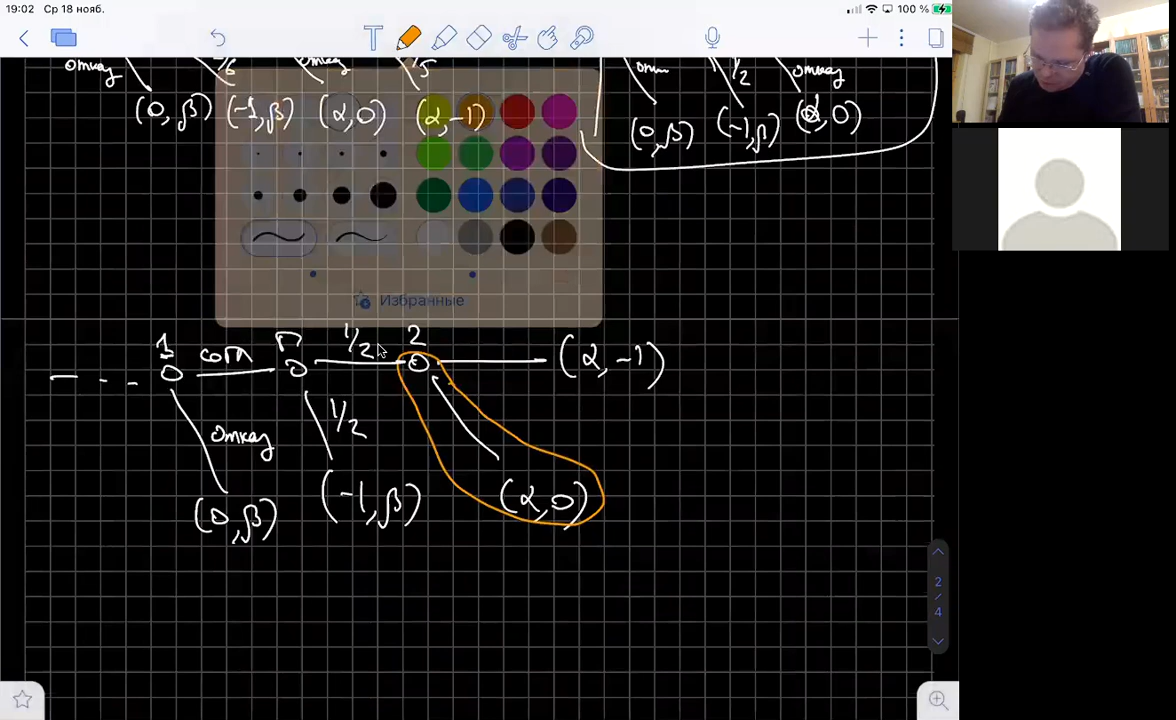 19:02 Ср 18 нояб.
100 %
T
отказ
отказ
1/2
отказ
(0, β) (-1, β) (α, 0) (α, -1)
(0, β) (-1, β) (α, 0)
Избранные
1 согл П 1/2 2 (α, -1)
отказ 1/2
(0, β) (-1, β) (α, 0)
2
/
4